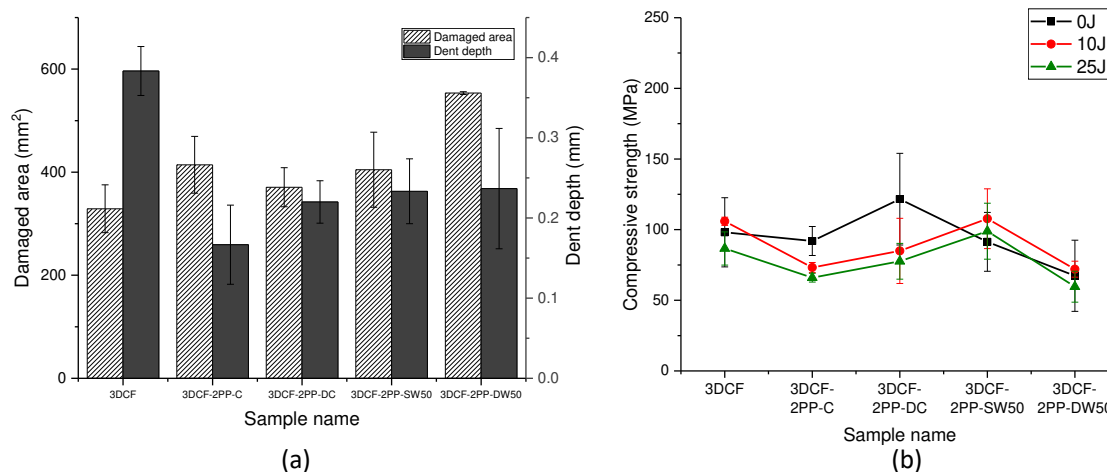 Damaged area
Dent depth
600
400
200
0
Damaged area (mm²)
0.4
0.3
0.2
0.1
0.0
Dent depth (mm)
3DCF
3DCF-2PP-C
3DCF-2PP-DC
3DCF-2PP-SW50
3DCF-2PP-DW50
Sample name
(a)
0J
10J
25J
250
200
150
100
50
0
Compressive strength (MPa)
3DCF
3DCF-
2PP-C
3DCF-
2PP-DC
3DCF-
2PP-SW50
3DCF-
2PP-DW50
Sample name
(b)